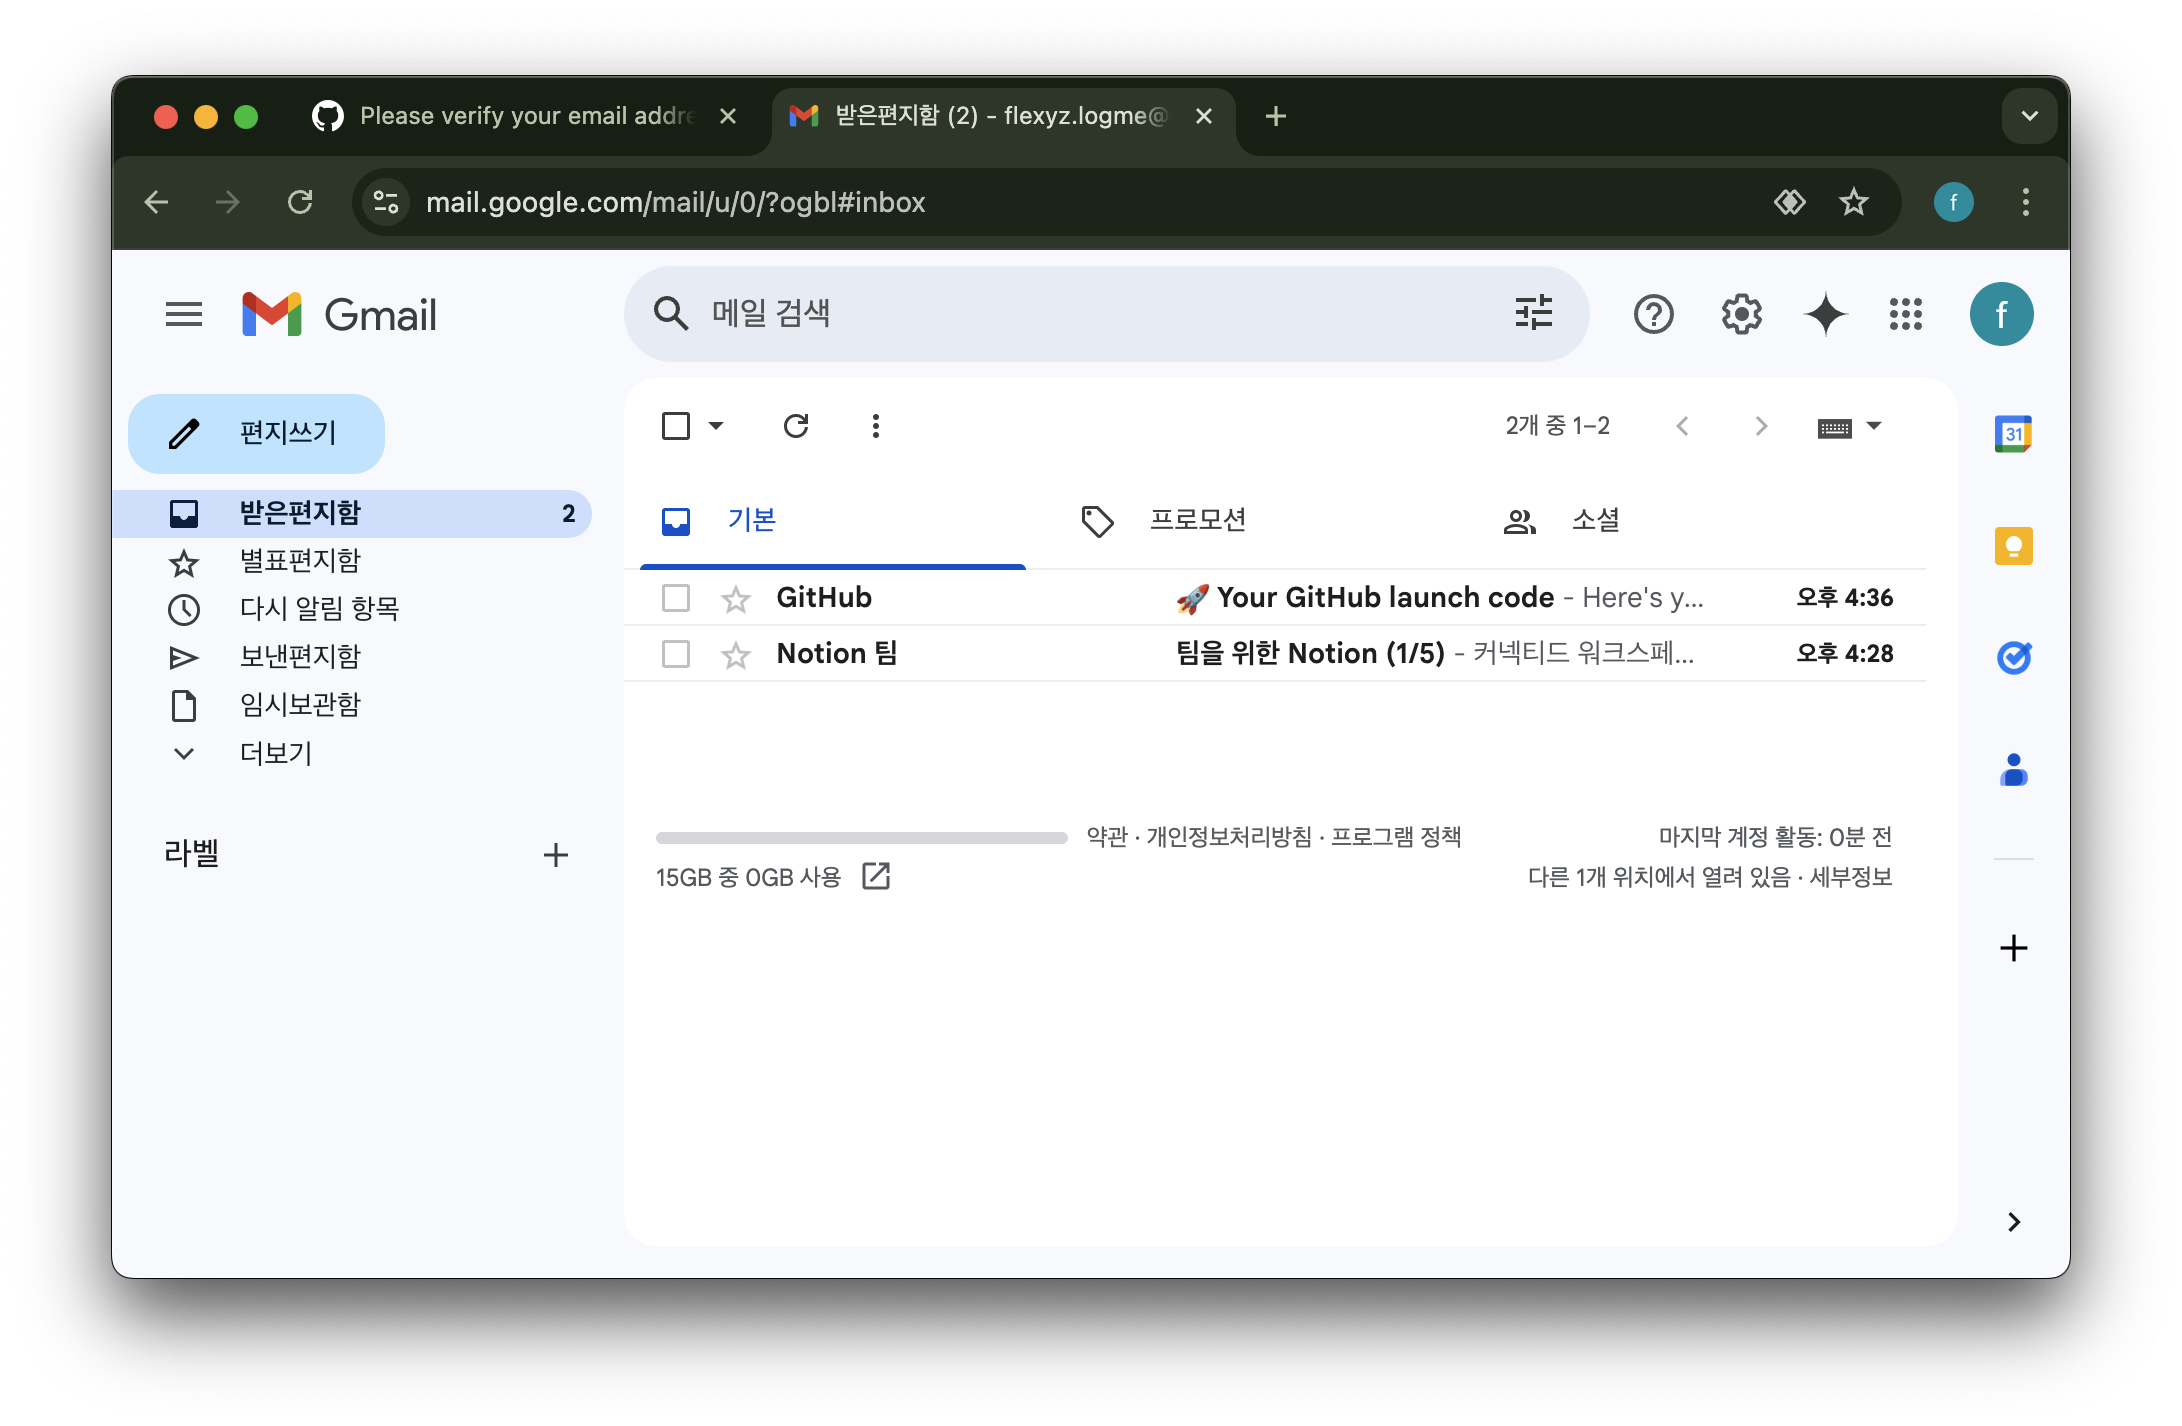 Please verify your email addre
받은편지함 (2) - flexyz.logme@
mail.google.com/mail/u/0/?ogbl#inbox
f
Gmail
메일 검색
f
편지쓰기
2개 중 1–2
31
받은편지함 2
별표편지함
다시 알림 항목
보낸편지함
임시보관함
더보기
라벨
기본
프로모션
소셜
GitHub 🚀 Your GitHub launch code - Here's y... 오후 4:36
Notion 팀 팀을 위한 Notion (1/5) - 커넥티드 워크스페... 오후 4:28
15GB 중 0GB 사용
약관 · 개인정보처리방침 · 프로그램 정책
마지막 계정 활동: 0분 전
다른 1개 위치에서 열려 있음 · 세부정보